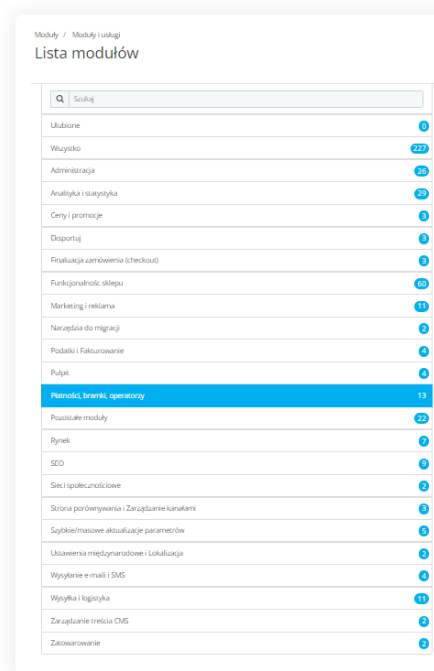 Moduły / Moduły i usługi
Lista modułów
Szukaj
Ulubione 0
Wszystko 227
Administracja 26
Analityka i statystyka 29
Ceny i promocje 3
Eksportuj 3
Finaliuacja zamówienia (checkout) 3
Funkcjonalnośc sklepu 60
Marketing i reklama 11
Narzędzia do migracji 2
Podatki i Fakturowanie 4
Pulpit 4
Płatności, bramki, operatorzy 13
Pozostałe moduły 22
Rynek 7
SEO 9
Sieci społecznościowe 2
Strona porównywania i Zarządzanie kanałami 3
Szybkie/masowe aktualizacje parametrów 5
Ustawienia międzynarodowe i Lokalizacja 2
Wysyłanie e-maili i SMS 4
Wysyłka i logistyka 11
Zarządzanie treścia CMS 2
Zatowarowanie 2